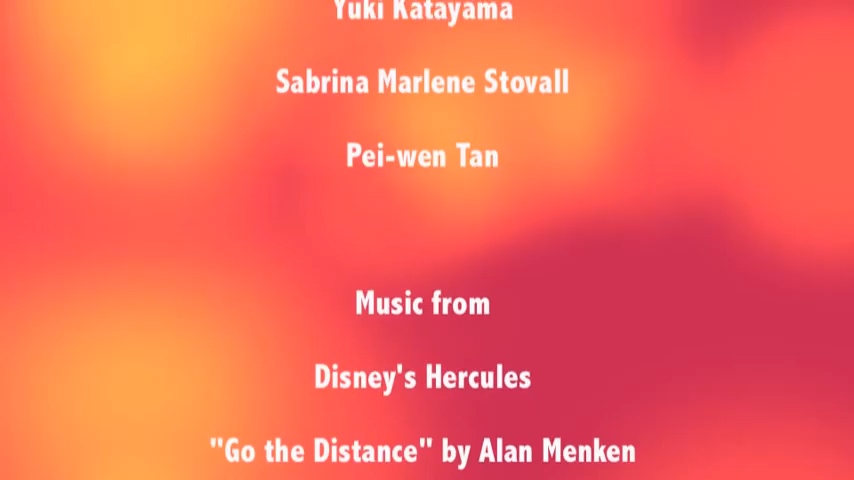 Yuki Katayama
Sabrina Marlene Stovall
Pei-wen Tan
Music from
Disney's Hercules
"Go the Distance" by Alan Menken